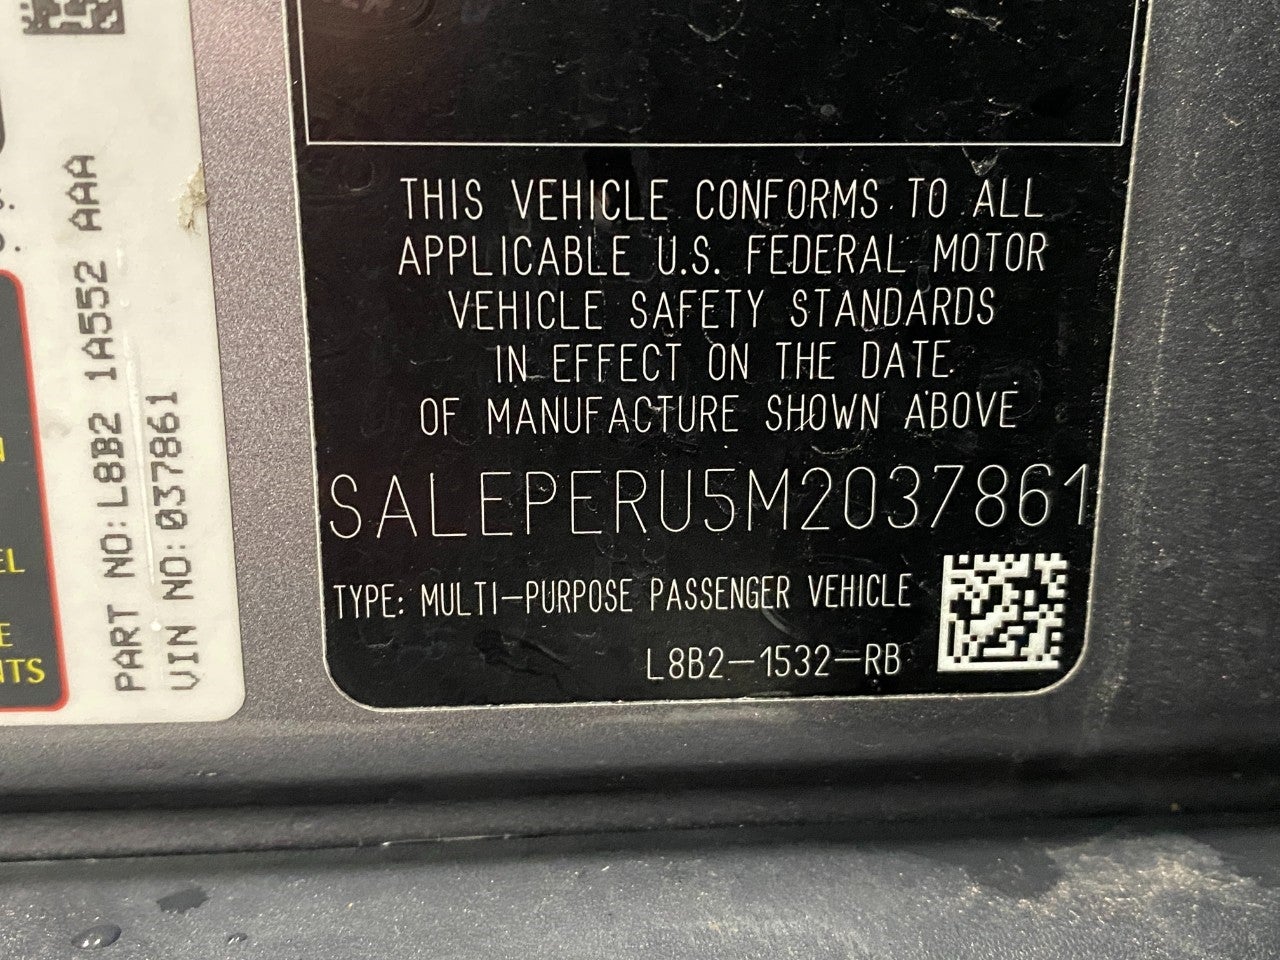 PART NO:L8B2 1A552 AAA
VIN NO:037861
THIS VEHICLE CONFORMS TO ALL
APPLICABLE U.S. FEDERAL MOTOR
VEHICLE SAFETY STANDARDS
IN EFFECT ON THE DATE
OF MANUFACTURE SHOWN ABOVE
SALEPERU5M2037861
TYPE: MULTI-PURPOSE PASSENGER VEHICLE
L8B2-1532-RB